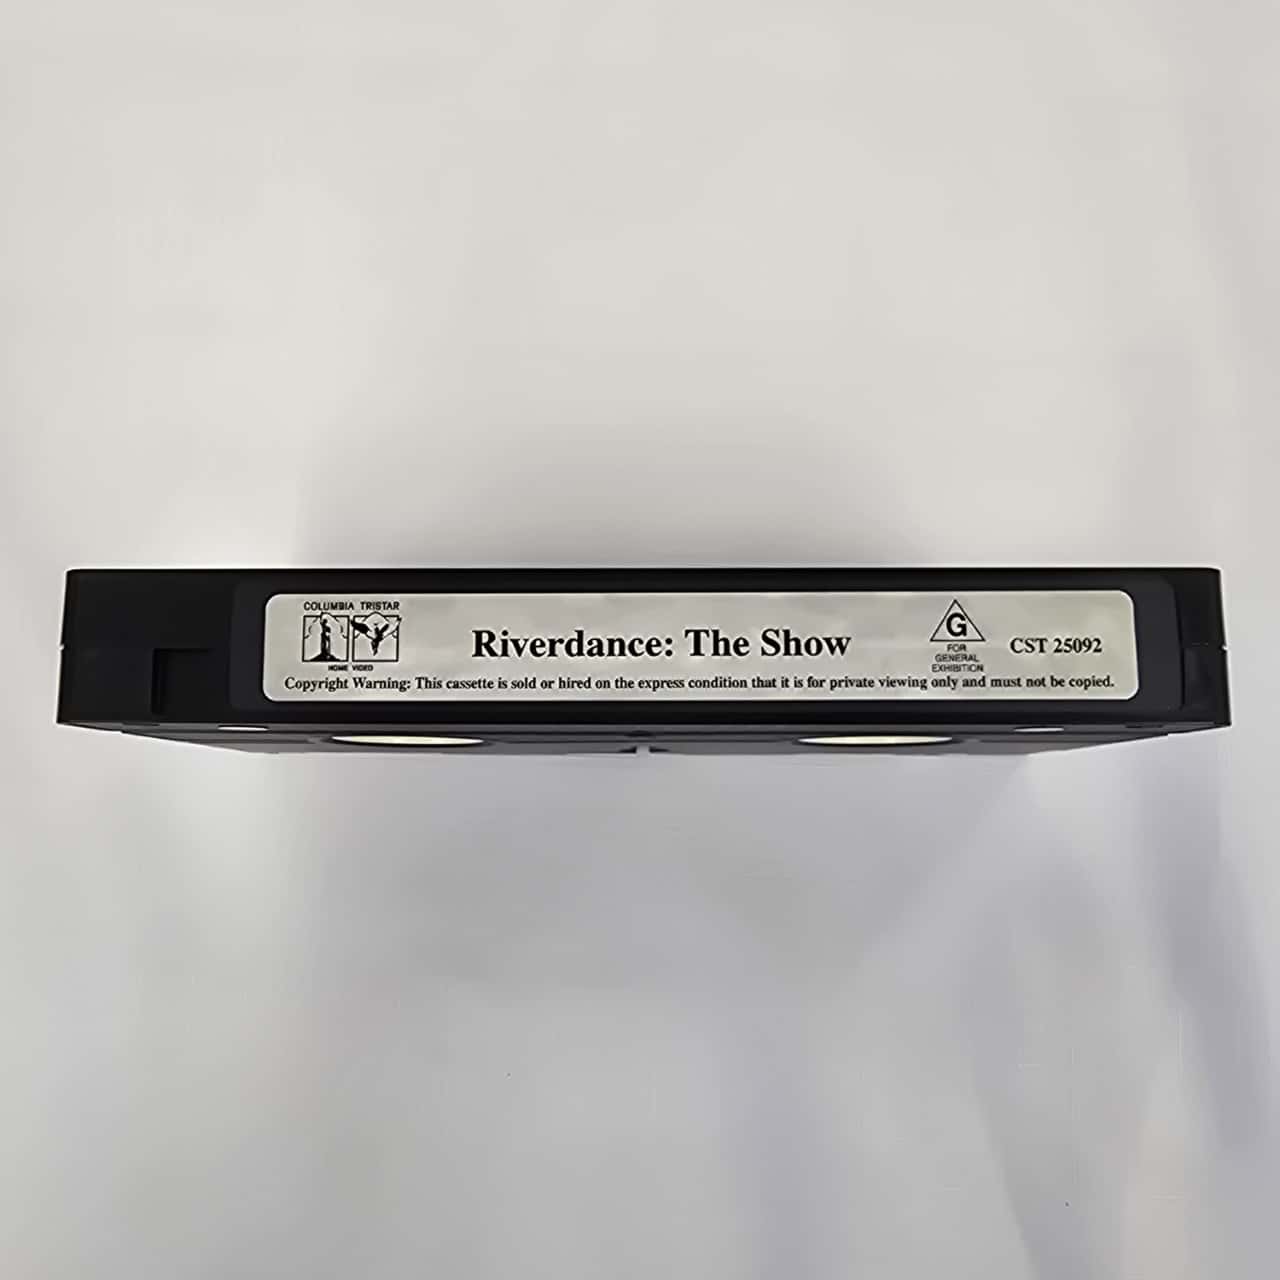 COLUMBIA TRISTAR
HOME VIDEO
Riverdance: The Show
G
FOR
GENERAL
EXHIBITION
CST 25092
Copyright Warning: This cassette is sold or hired on the express condition that it is for private viewing only and must not be copied.